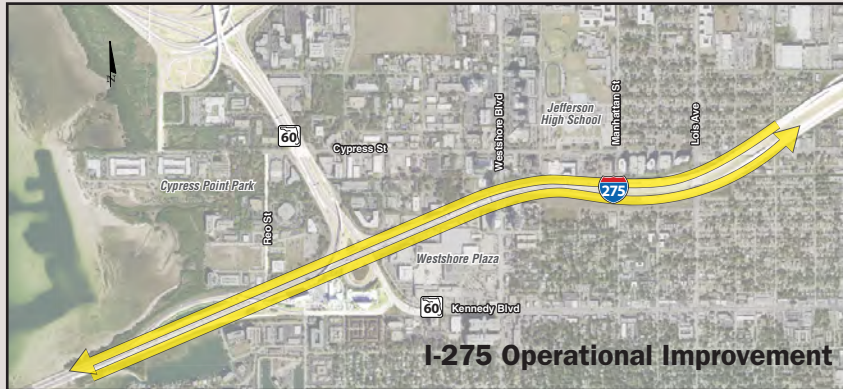 N
60
Cypress St
Westshore Blvd
Jefferson
High School
Manhattan St
Lois Ave
Cypress Point Park
Reo St
275
Westshore Plaza
60
Kennedy Blvd
I-275 Operational Improvement